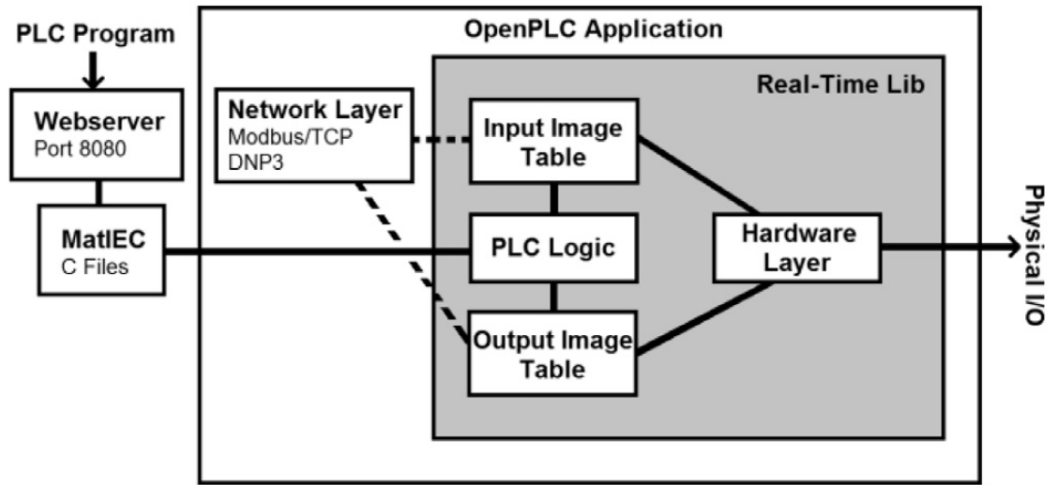 OpenPLC Application
PLC Program
Webserver
Port 8080
MatIEC
C Files
Network Layer
Modbus/TCP
DNP3
Real-Time Lib
Input Image
Table
PLC Logic
Output Image
Table
Hardware
Layer
Physical I/O